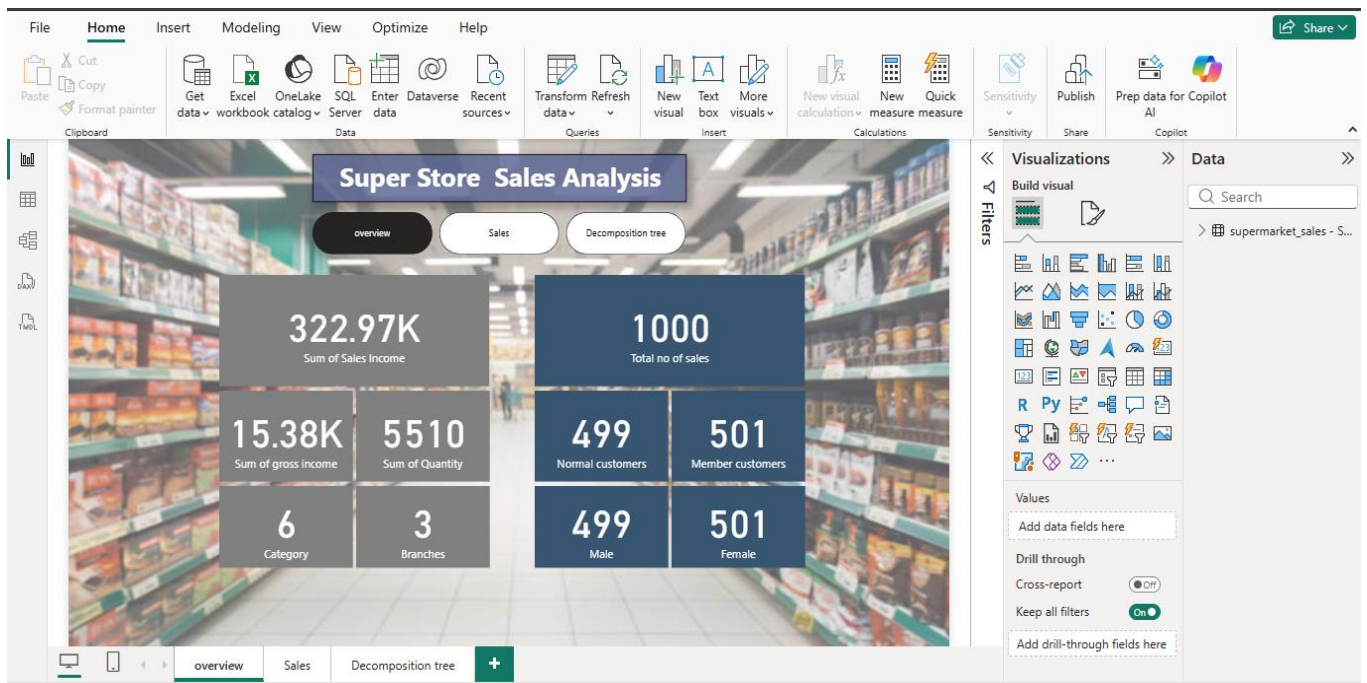 File Home Insert Modeling View Optimize Help Share
Paste
Cut
Copy
Format painter
Clipboard
Get data
Excel workbook
OneLake catalog
SQL Server
Enter data
Dataverse
Recent sources
Data
Transform data
Refresh
Queries
New visual
Text box
More visuals
Insert
New visual calculation
New measure
Quick measure
Calculations
Sensitivity
Sensitivity
Publish
Share
Prep data for AI
Copilot
Copilot
Super Store Sales Analysis
overview Sales Decomposition tree
322.97K
Sum of Sales Income
15.38K
Sum of gross income
5510
Sum of Quantity
6
Category
3
Branches
1000
Total no of sales
499
Normal customers
501
Member customers
499
Male
501
Female
DAX
TMDL
Filters
Visualizations
Build visual
123
R Py
...
Values
Add data fields here
Drill through
Cross-report Off
Keep all filters On
Add drill-through fields here
Data
Search
supermarket_sales - S...
overview Sales Decomposition tree +